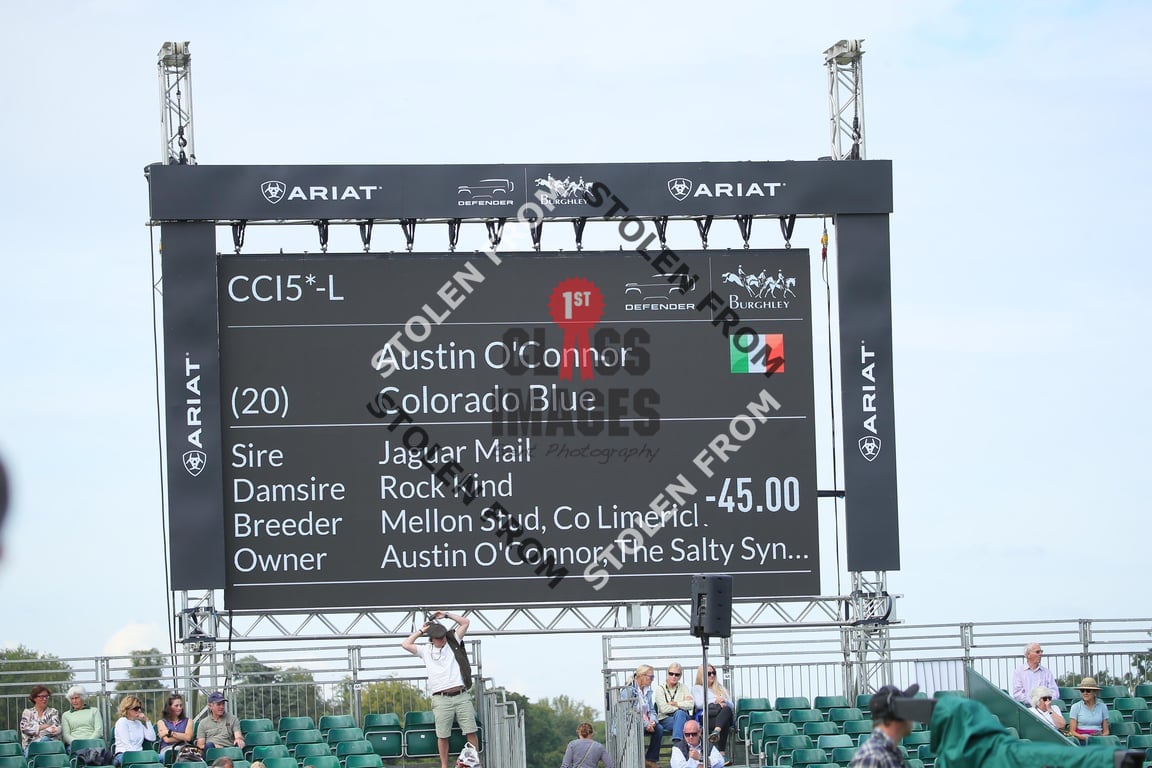 ARIAT
DEFENDER
BURGHLEY
ARIAT
ARIAT
ARIAT
CCI5*-L
DEFENDER
BURGHLEY
Austin O'Connor
(20)
Colorado Blue
Sire
Jaguar Mail
Damsire
Rock Kind
-45.00
Breeder
Mellon Stud, Co Limericl
Owner
Austin O'Connor, The Salty Syn...
STOLEN FROM
STOLEN FROM
STOLEN FROM
STOLEN FROM
1ST
CLASS
IMAGES
Photography